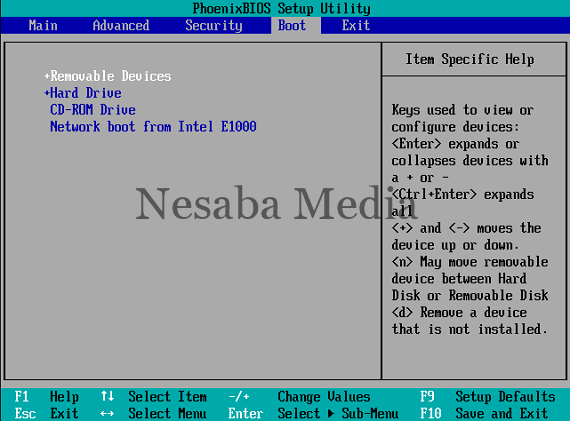 PhoenixBIOS Setup Utility
Main Advanced Security Boot Exit
+Removable Devices
+Hard Drive
CD-ROM Drive
Network boot from Intel E1000
Item Specific Help
Keys used to view or
configure devices:
<Enter> expands or
collapses devices with
a + or -
<Ctrl+Enter> expands
all
<+> and <-> moves the
device up or down.
<n> May move removable
device between Hard
Disk or Removable Disk
<d> Remove a device
that is not installed.
Nesaba Media
F1 Help ↑↓ Select Item -/+ Change Values F9 Setup Defaults
Esc Exit ↔ Select Menu Enter Select ▶ Sub-Menu F10 Save and Exit